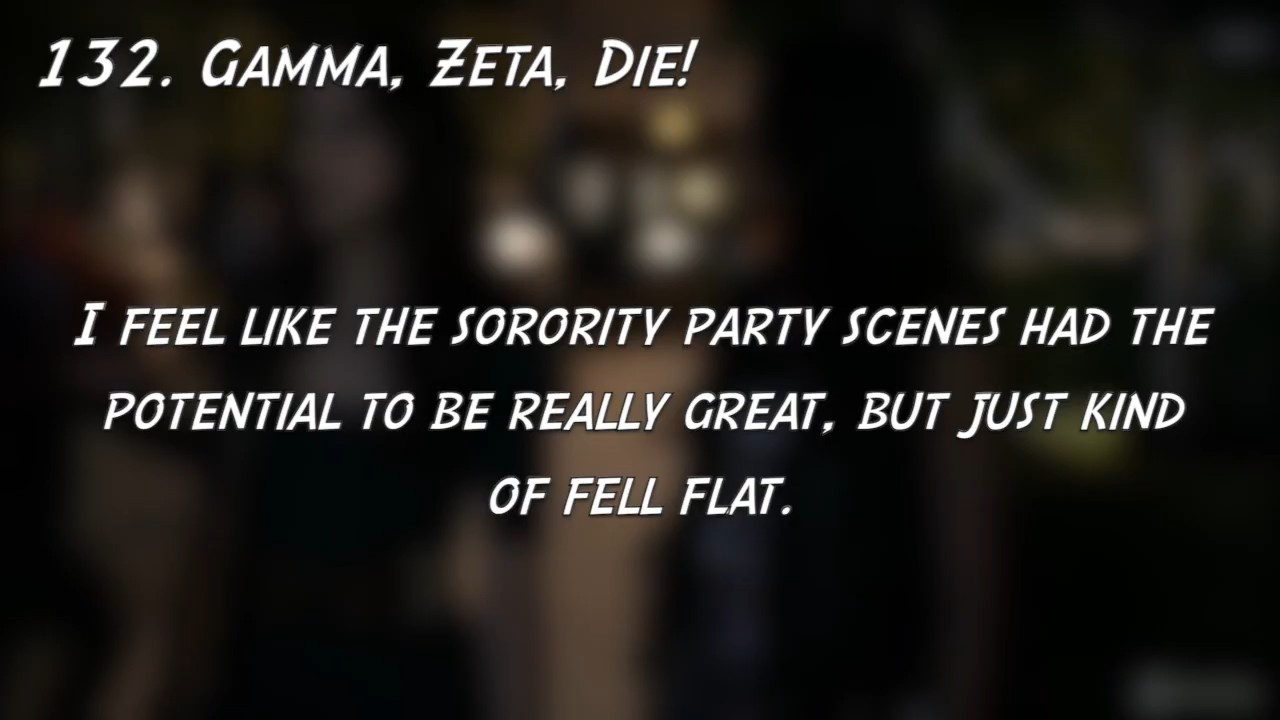 132. Gamma, Zeta, Die!
I feel like the sorority party scenes had the
potential to be really great, but just kind
of fell flat.